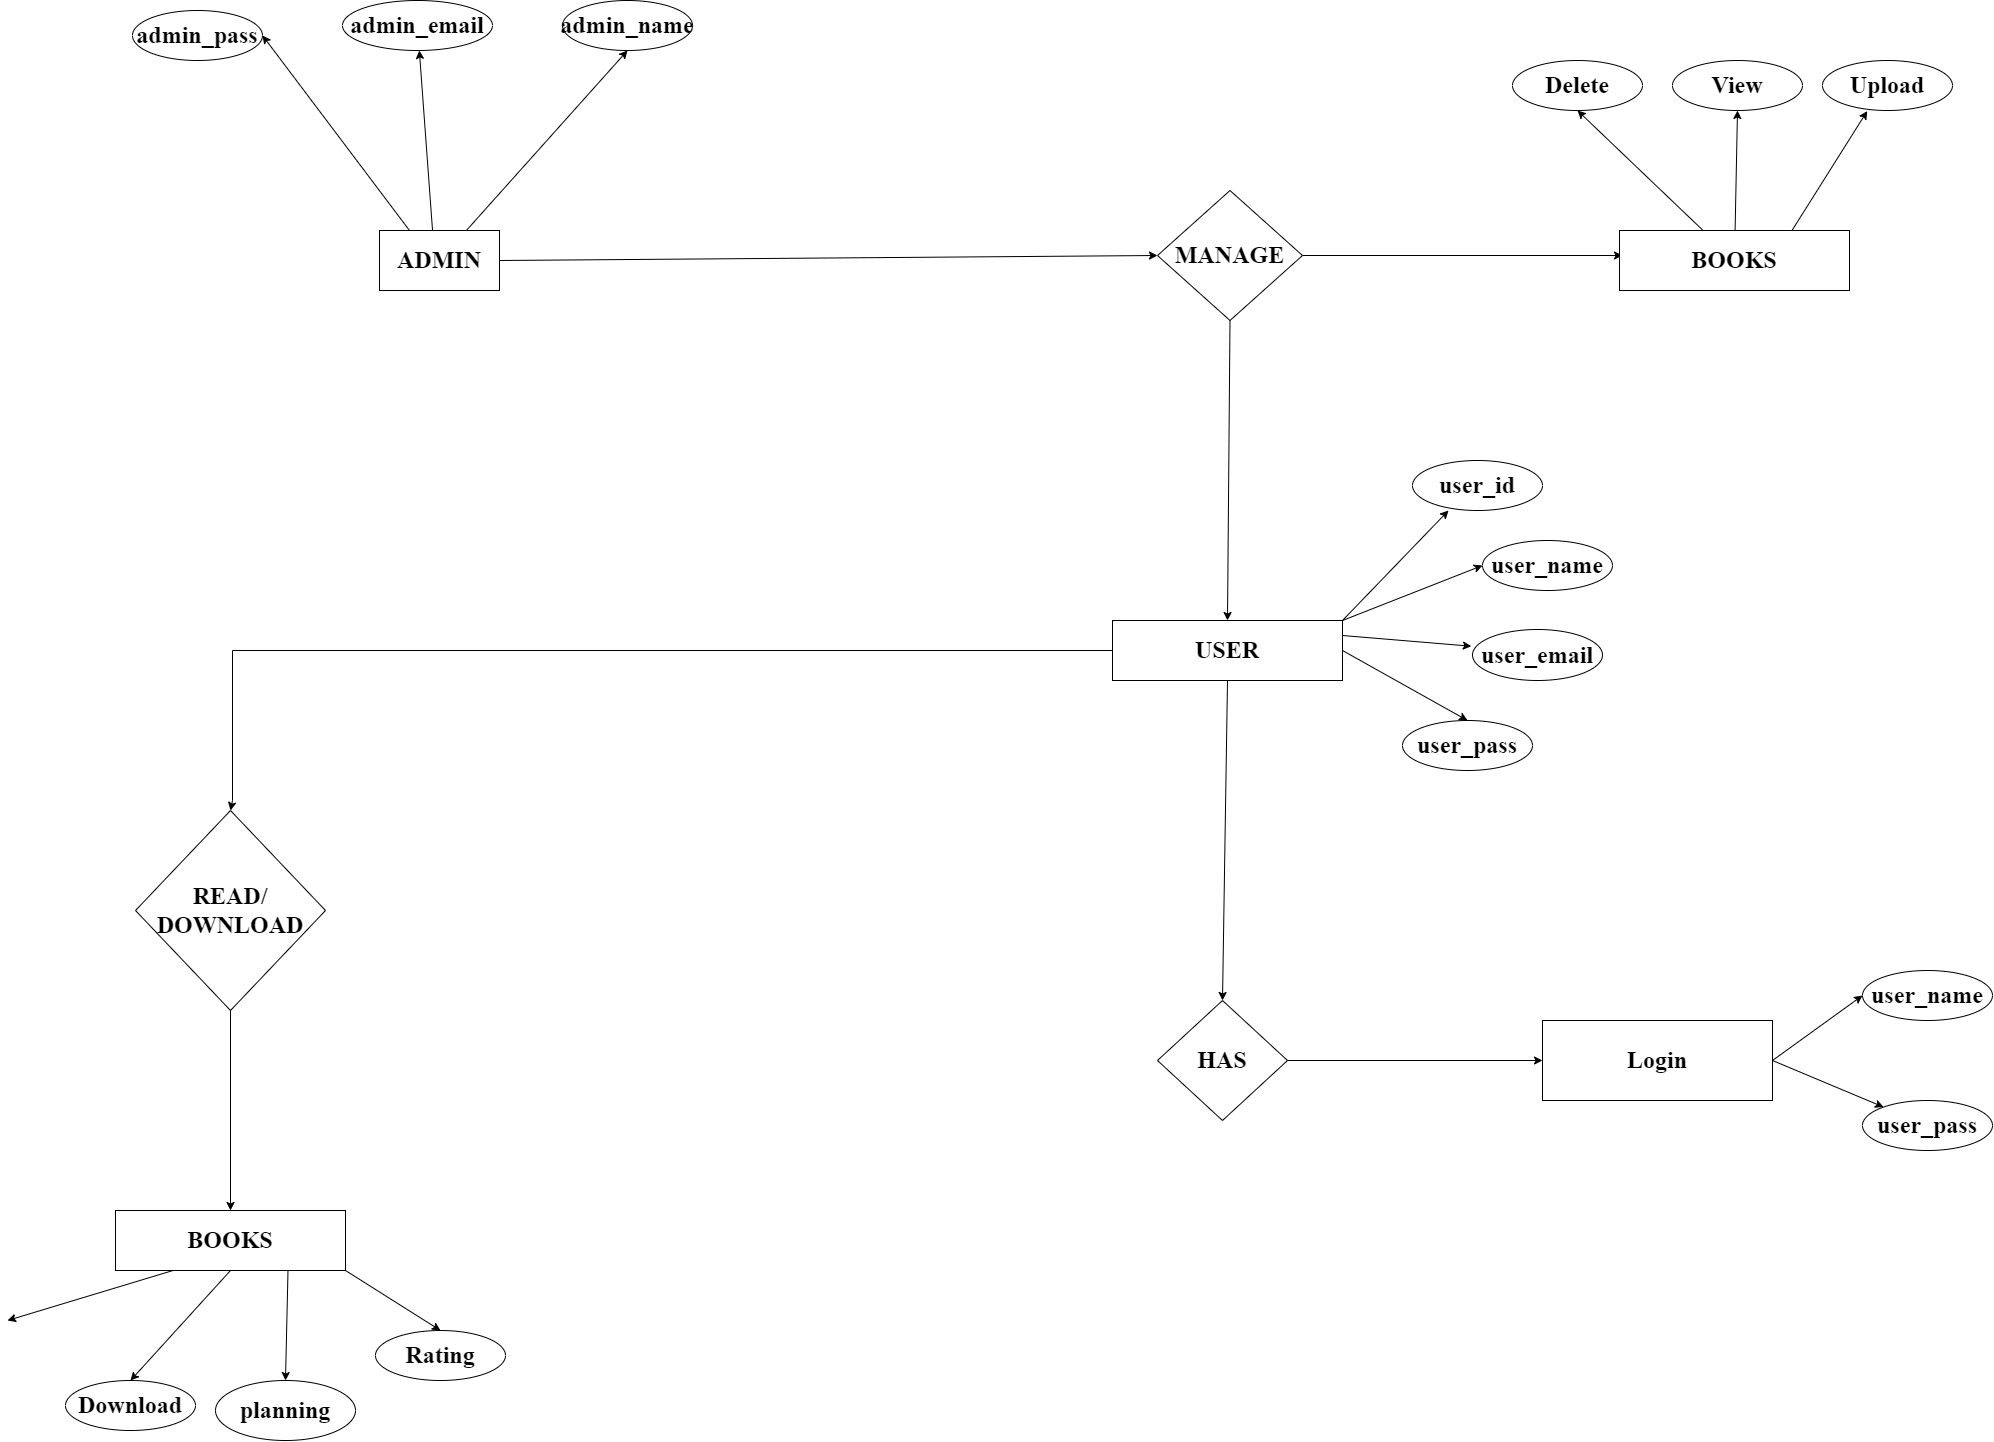 admin_pass
admin_email
admin_name
Delete
View
Upload
ADMIN
MANAGE
BOOKS
user_id
user_name
user_email
user_pass
USER
READ/
DOWNLOAD
HAS
Login
user_name
user_pass
BOOKS
Download
planning
Rating